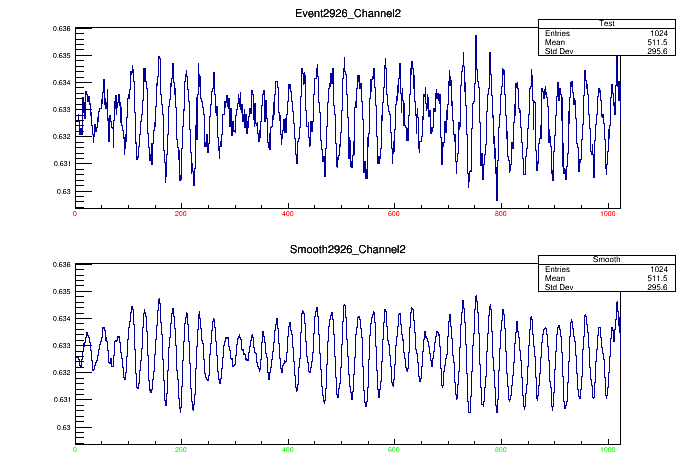 Event2926_Channel2
Test
Entries 1024
Mean 511.5
Std Dev 295.6
0.636
0.635
0.634
0.633
0.632
0.631
0.63
0 200 400 600 800 1000
Smooth2926_Channel2
Smooth
Entries 1024
Mean 511.5
Std Dev 295.6
0.636
0.635
0.634
0.633
0.632
0.631
0.63
0 200 400 600 800 1000